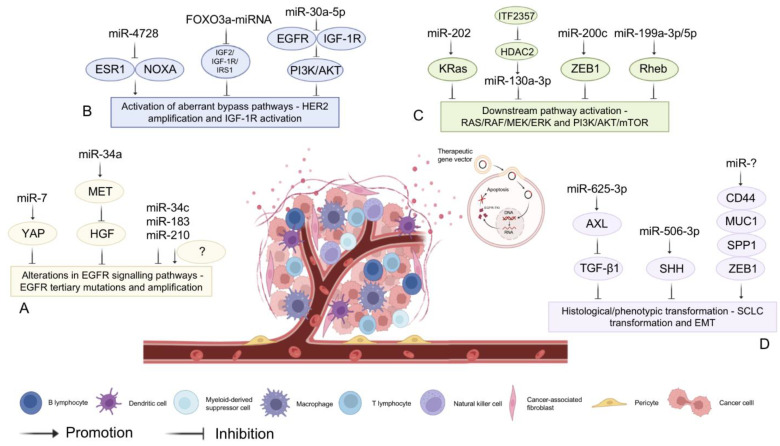 miR-4728
ESR1
NOXA
FOXO3a-miRNA
IGF2/
IGF-1R/
IRS1
miR-30a-5p
EGFR
IGF-1R
PI3K/AKT
B
Activation of aberrant bypass pathways - HER2
amplification and IGF-1R activation
miR-202
KRas
ITF2357
HDAC2
miR-130a-3p
miR-200c
ZEB1
miR-199a-3p/5p
Rheb
C
Downstream pathway activation -
RAS/RAF/MEK/ERK and PI3K/AKT/mTOR
miR-7
YAP
miR-34a
MET
HGF
miR-34c
miR-183
miR-210
?
Alterations in EGFR signalling pathways -
EGFR tertiary mutations and amplification
A
Therapeutic
gene vector
Apoptosis
DNA
RNA
miR-625-3p
AXL
TGF-β1
miR-506-3p
SHH
miR-?
CD44
MUC1
SPP1
ZEB1
Histological/phenotypic transformation - SCLC
transformation and EMT
D
B lymphocyte
Dendritic cell
Myeloid-derived
suppressor cell
Macrophage
T lymphocyte
Natural killer cell
Cancer-associated
fibroblast
Pericyte
Cancer celll
Promotion
Inhibition